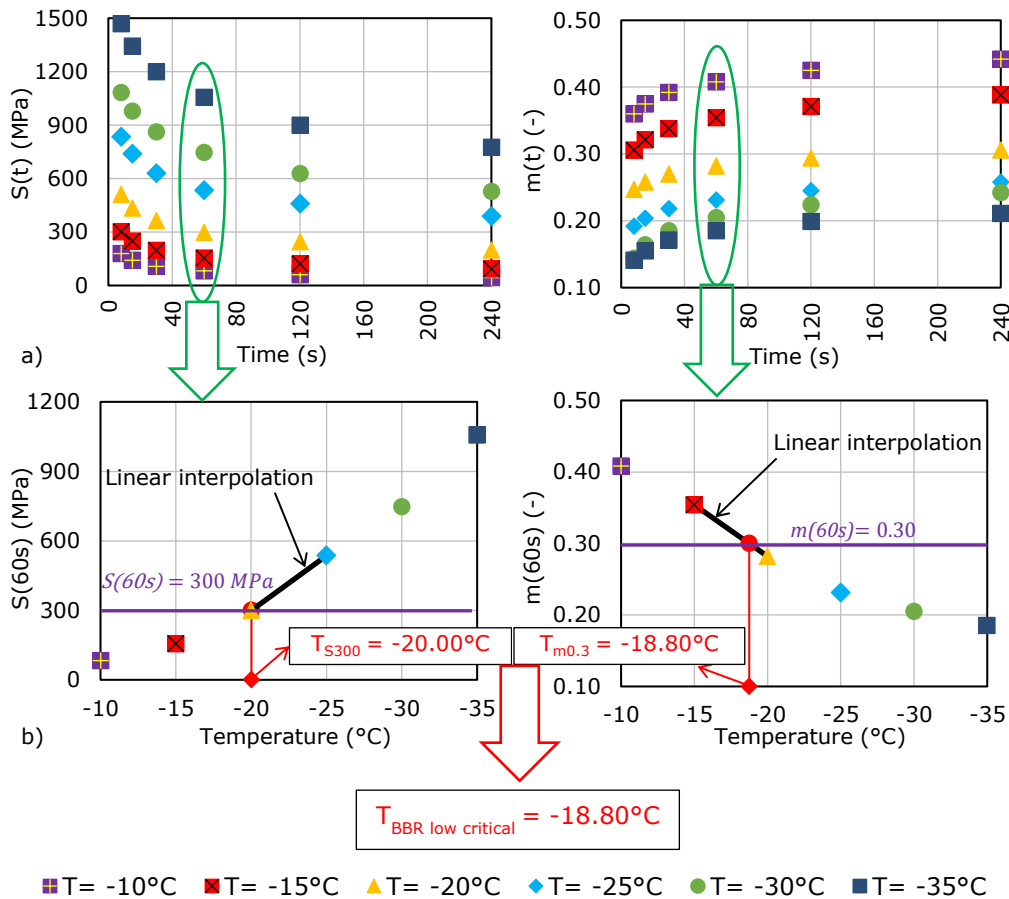 1500
1200
900
600
300
0
S(t) (MPa)
0
40
80
120
160
200
240
Time (s)
a)
0.50
0.40
0.30
0.20
0.10
m(t) (-)
0
40
80
120
160
200
240
Time (s)
1200
900
600
300
0
S(60s) (MPa)
Linear interpolation
S(60s) = 300 MPa
T_S300 = -20.00°C
-10 -15 -20 -25 -30 -35
Temperature (°C)
b)
0.50
0.40
0.30
0.20
0.10
m(60s) (-)
Linear interpolation
m(60s)= 0.30
T_m0.3 = -18.80°C
-10 -15 -20 -25 -30 -35
Temperature (°C)
T_BBR low critical = -18.80°C
T= -10°C T= -15°C T= -20°C T= -25°C T= -30°C T= -35°C